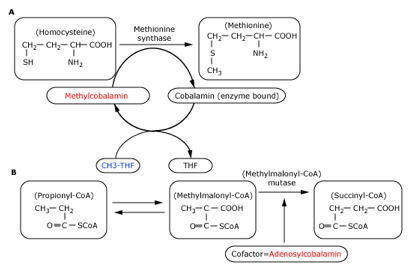 A
(Homocysteine)
CH2–CH2–CH–COOH
SH
NH2
Methionine
synthase
(Methionine)
CH2–CH2–CH–COOH
S
NH2
CH3
Methylcobalamin
Cobalamin (enzyme bound)
CH3-THF
THF
B
(Propionyl-CoA)
CH3–CH2
O=C–SCoA
(Methylmalonyl-CoA)
CH3–C–COOH
O=C–SCoA
(Methylmalonyl-CoA)
mutase
(Succinyl-CoA)
CH2–CH2–COOH
O=C–SCoA
Cofactor=Adenosylcobalamin